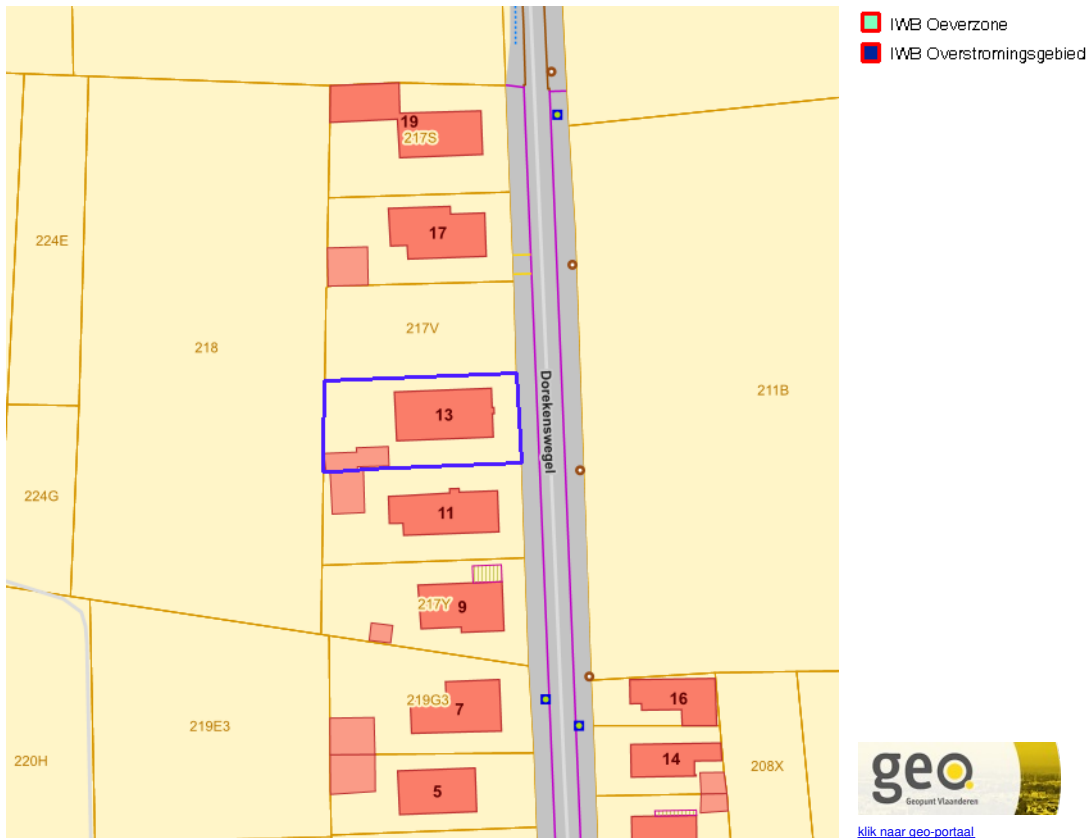 IWB Oeverzone
IWB Overstromingsgebied
19
217S
224E
17
217V
218
Dorekenswegel
211B
13
224G
11
217Y
9
219G3
7
16
219E3
220H
14
208X
5
geo
Geopunt Vlaanderen
klik naar geo-portaal